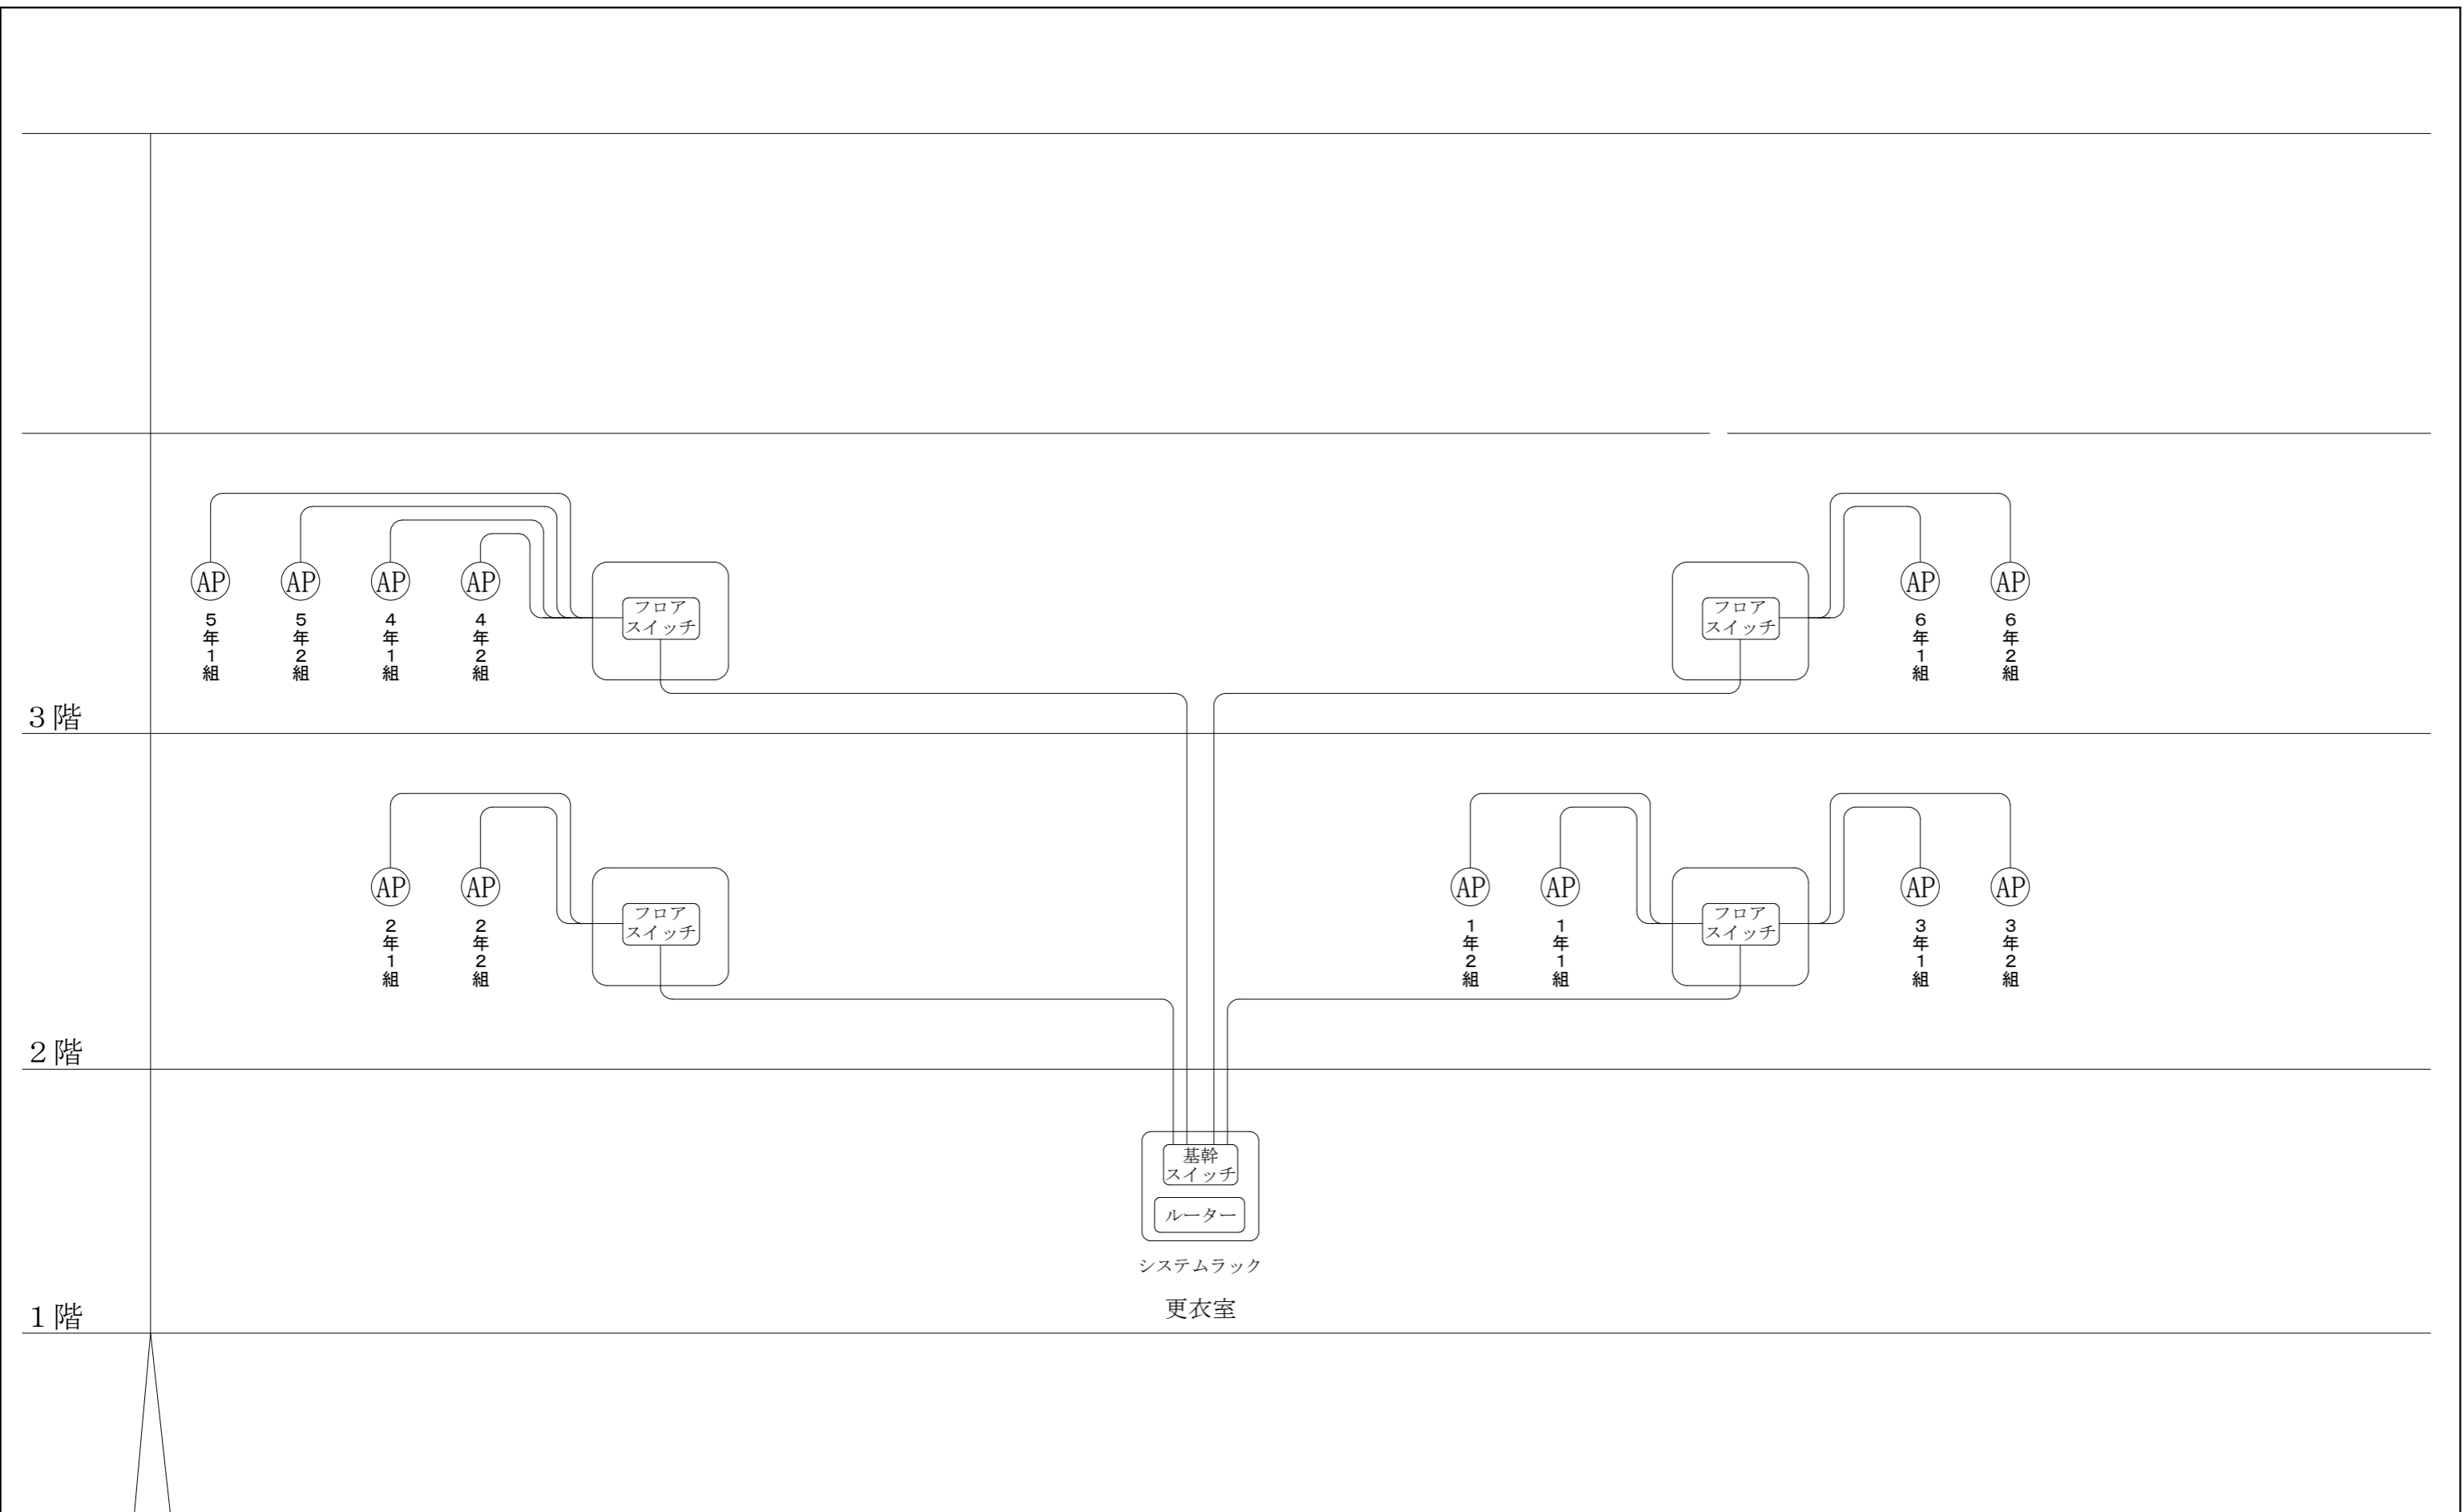 AP
AP
AP
AP
フロア
スイッチ
フロア
スイッチ
AP
AP
5年1組
5年2組
4年1組
4年2組
6年1組
6年2組
3階
AP
AP
フロア
スイッチ
AP
AP
フロア
スイッチ
AP
AP
2年1組
2年2組
1年2組
1年1組
3年1組
3年2組
2階
基幹
スイッチ
ルーター
システムラック
更衣室
1階